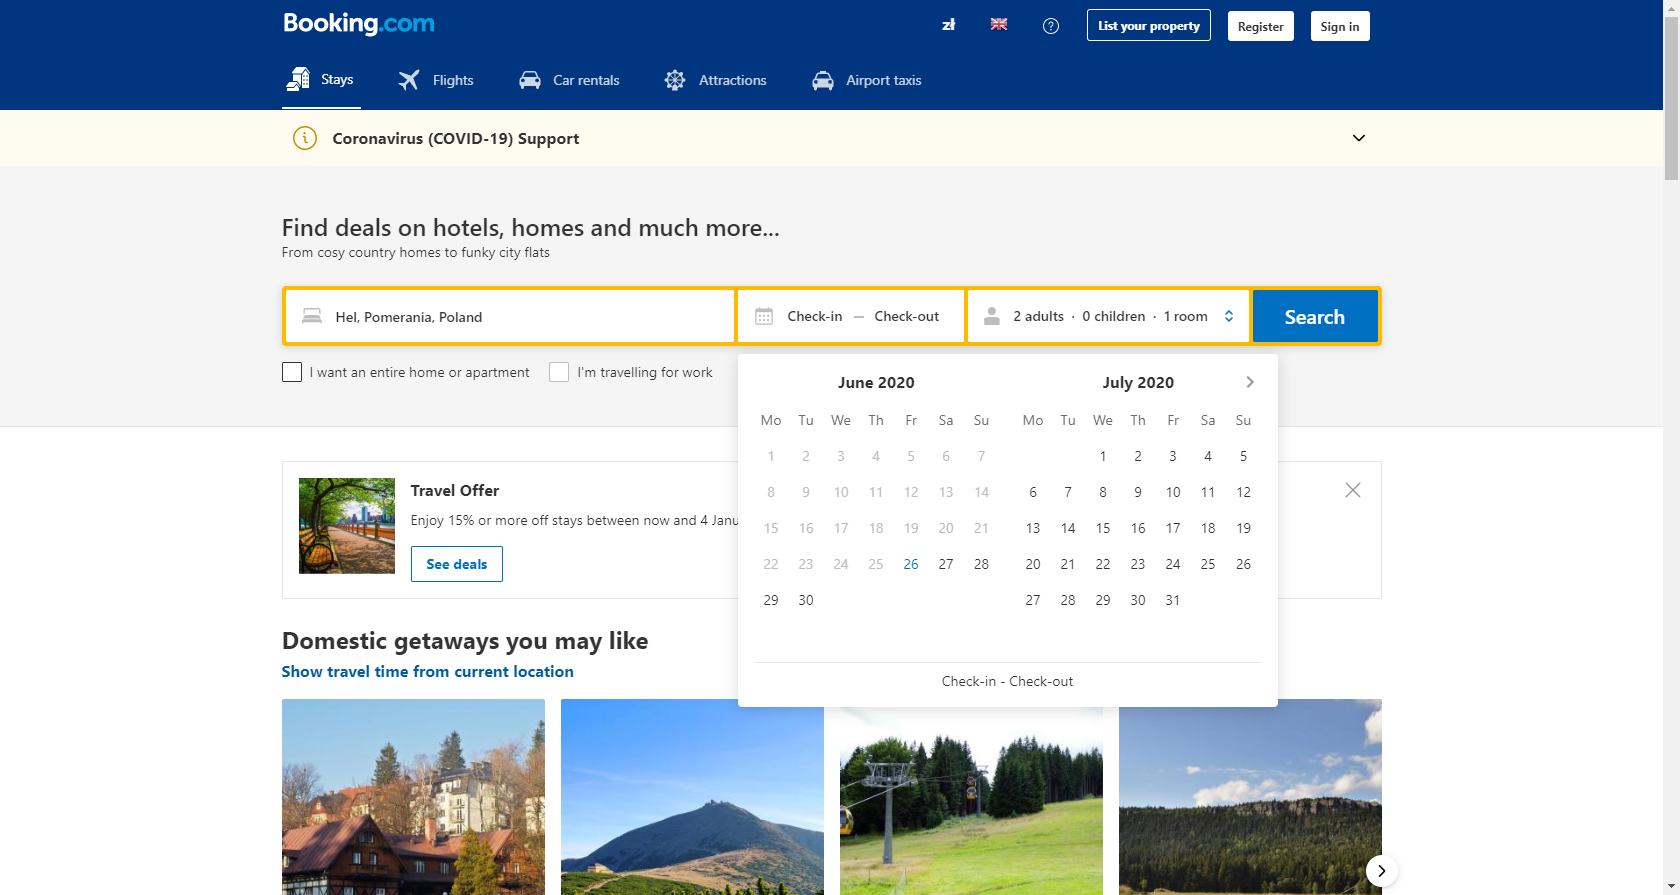 Booking.com
zł
List your property
Register
Sign in
Stays
Flights
Car rentals
Attractions
Airport taxis
Coronavirus (COVID-19) Support
Find deals on hotels, homes and much more...
From cosy country homes to funky city flats
Hel, Pomerania, Poland
Check-in — Check-out
2 adults · 0 children · 1 room
Search
I want an entire home or apartment
I'm travelling for work
June 2020
Mo Tu We Th Fr Sa Su
1 2 3 4 5 6 7
8 9 10 11 12 13 14
15 16 17 18 19 20 21
22 23 24 25 26 27 28
29 30
July 2020
Mo Tu We Th Fr Sa Su
1 2 3 4 5
6 7 8 9 10 11 12
13 14 15 16 17 18 19
20 21 22 23 24 25 26
27 28 29 30 31
Check-in - Check-out
Travel Offer
Enjoy 15% or more off stays between now and 4 Janu
See deals
Domestic getaways you may like
Show travel time from current location